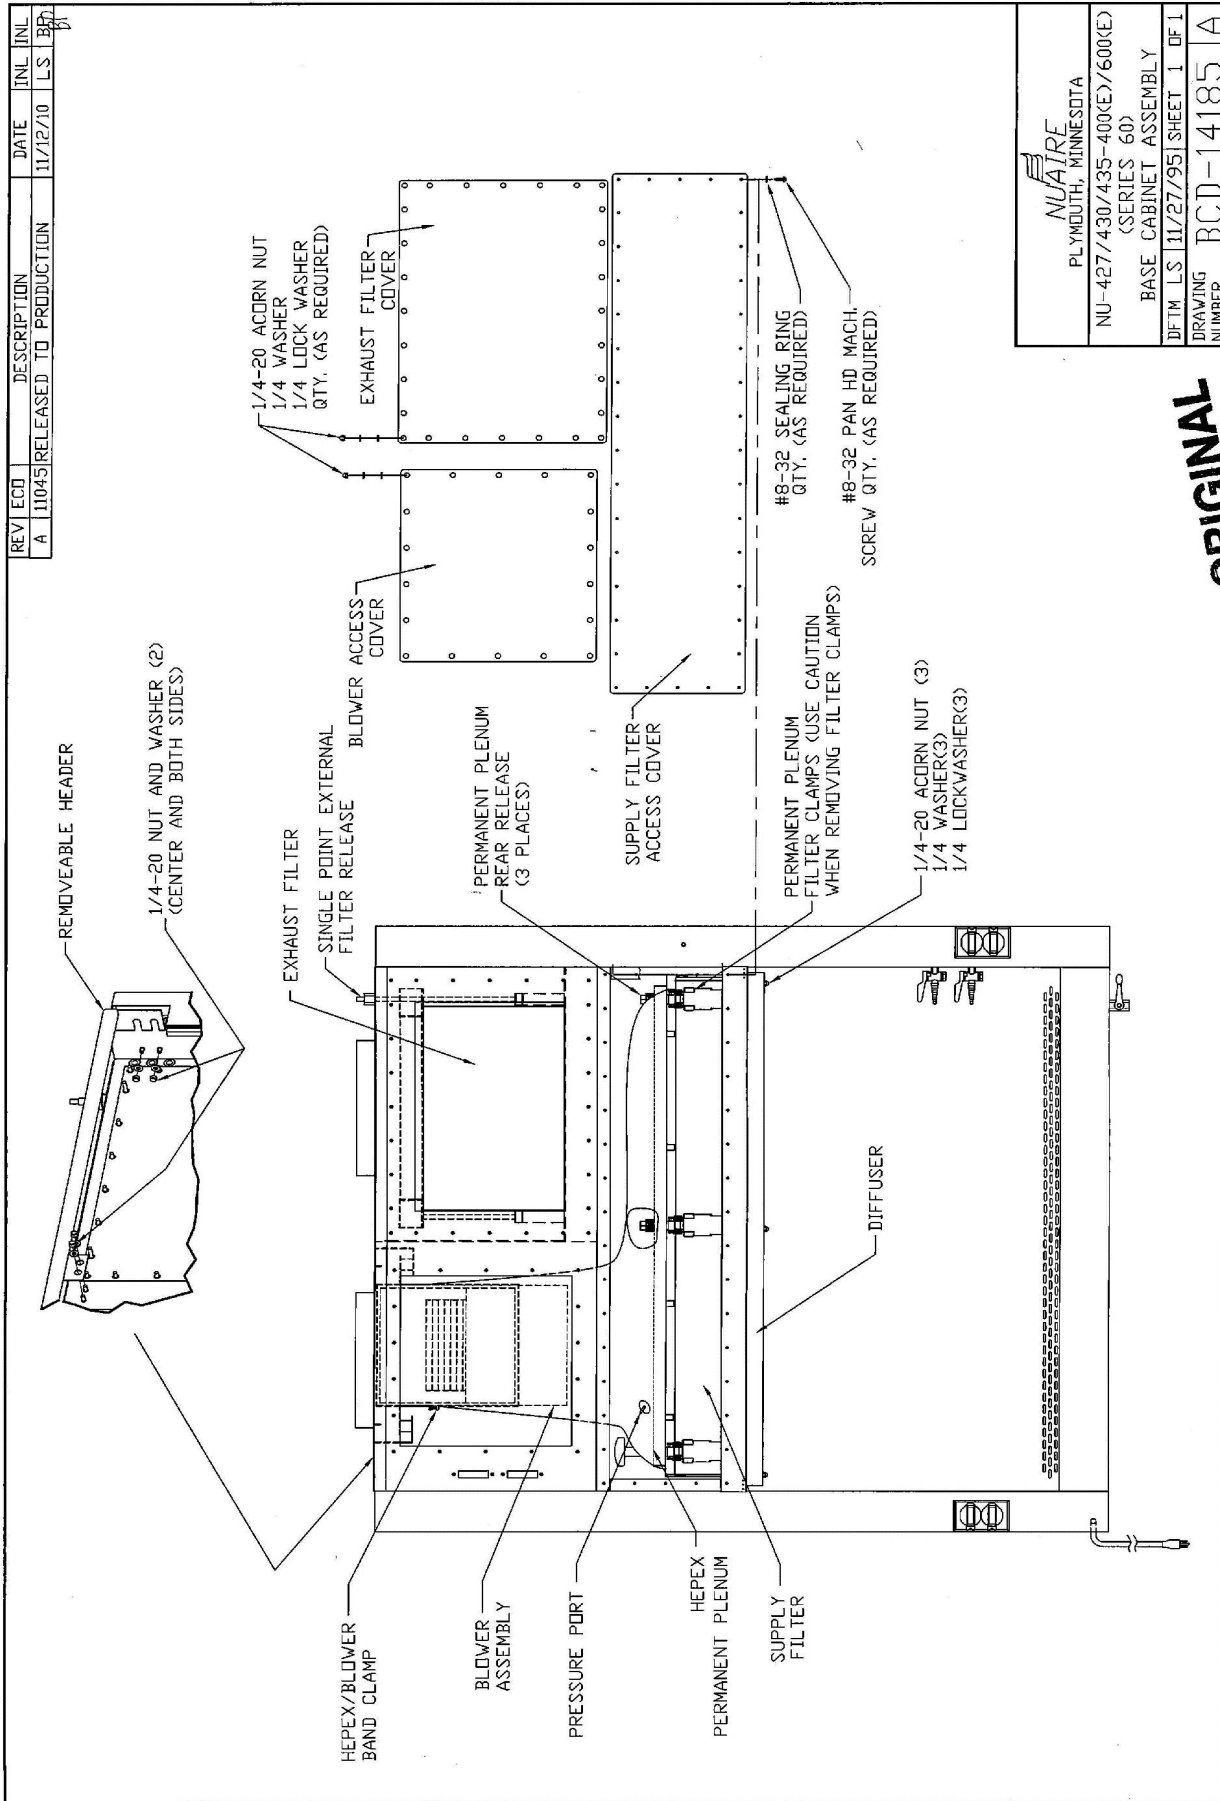 REV ECO DESCRIPTION DATE INL INL
A 11045 RELEASED TO PRODUCTION 11/12/10 LS
REMOVEABLE HEADER
1/4-20 NUT AND WASHER (2)
(CENTER AND BOTH SIDES)
EXHAUST FILTER
SINGLE POINT EXTERNAL
FILTER RELEASE
BLOWER ACCESS
COVER
1/4-20 ACORN NUT
1/4 WASHER
1/4 LOCK WASHER
QTY. (AS REQUIRED)
EXHAUST FILTER
COVER
PERMANENT PLENUM
REAR RELEASE
(3 PLACES)
SUPPLY FILTER
ACCESS COVER
#8-32 SEALING RING
QTY. (AS REQUIRED)
#8-32 PAN HD MACH.
SCREW QTY. (AS REQUIRED)
PERMANENT PLENUM
FILTER CLAMPS (USE CAUTION
WHEN REMOVING FILTER CLAMPS)
1/4-20 ACORN NUT (3)
1/4 WASHER(3)
1/4 LOCKWASHER(3)
DIFFUSER
HEPEX/BLOWER
BAND CLAMP
BLOWER
ASSEMBLY
PRESSURE PORT
HEPEX
PERMANENT PLENUM
SUPPLY
FILTER
ORIGINAL
NUAIRE
PLYMOUTH, MINNESOTA
NU-427/430/435-400(E)/600(E)
(SERIES 60)
BASE CABINET ASSEMBLY
DFTM LS 11/27/95 SHEET 1 OF 1
DRAWING
NUMBER BCD-14185 A